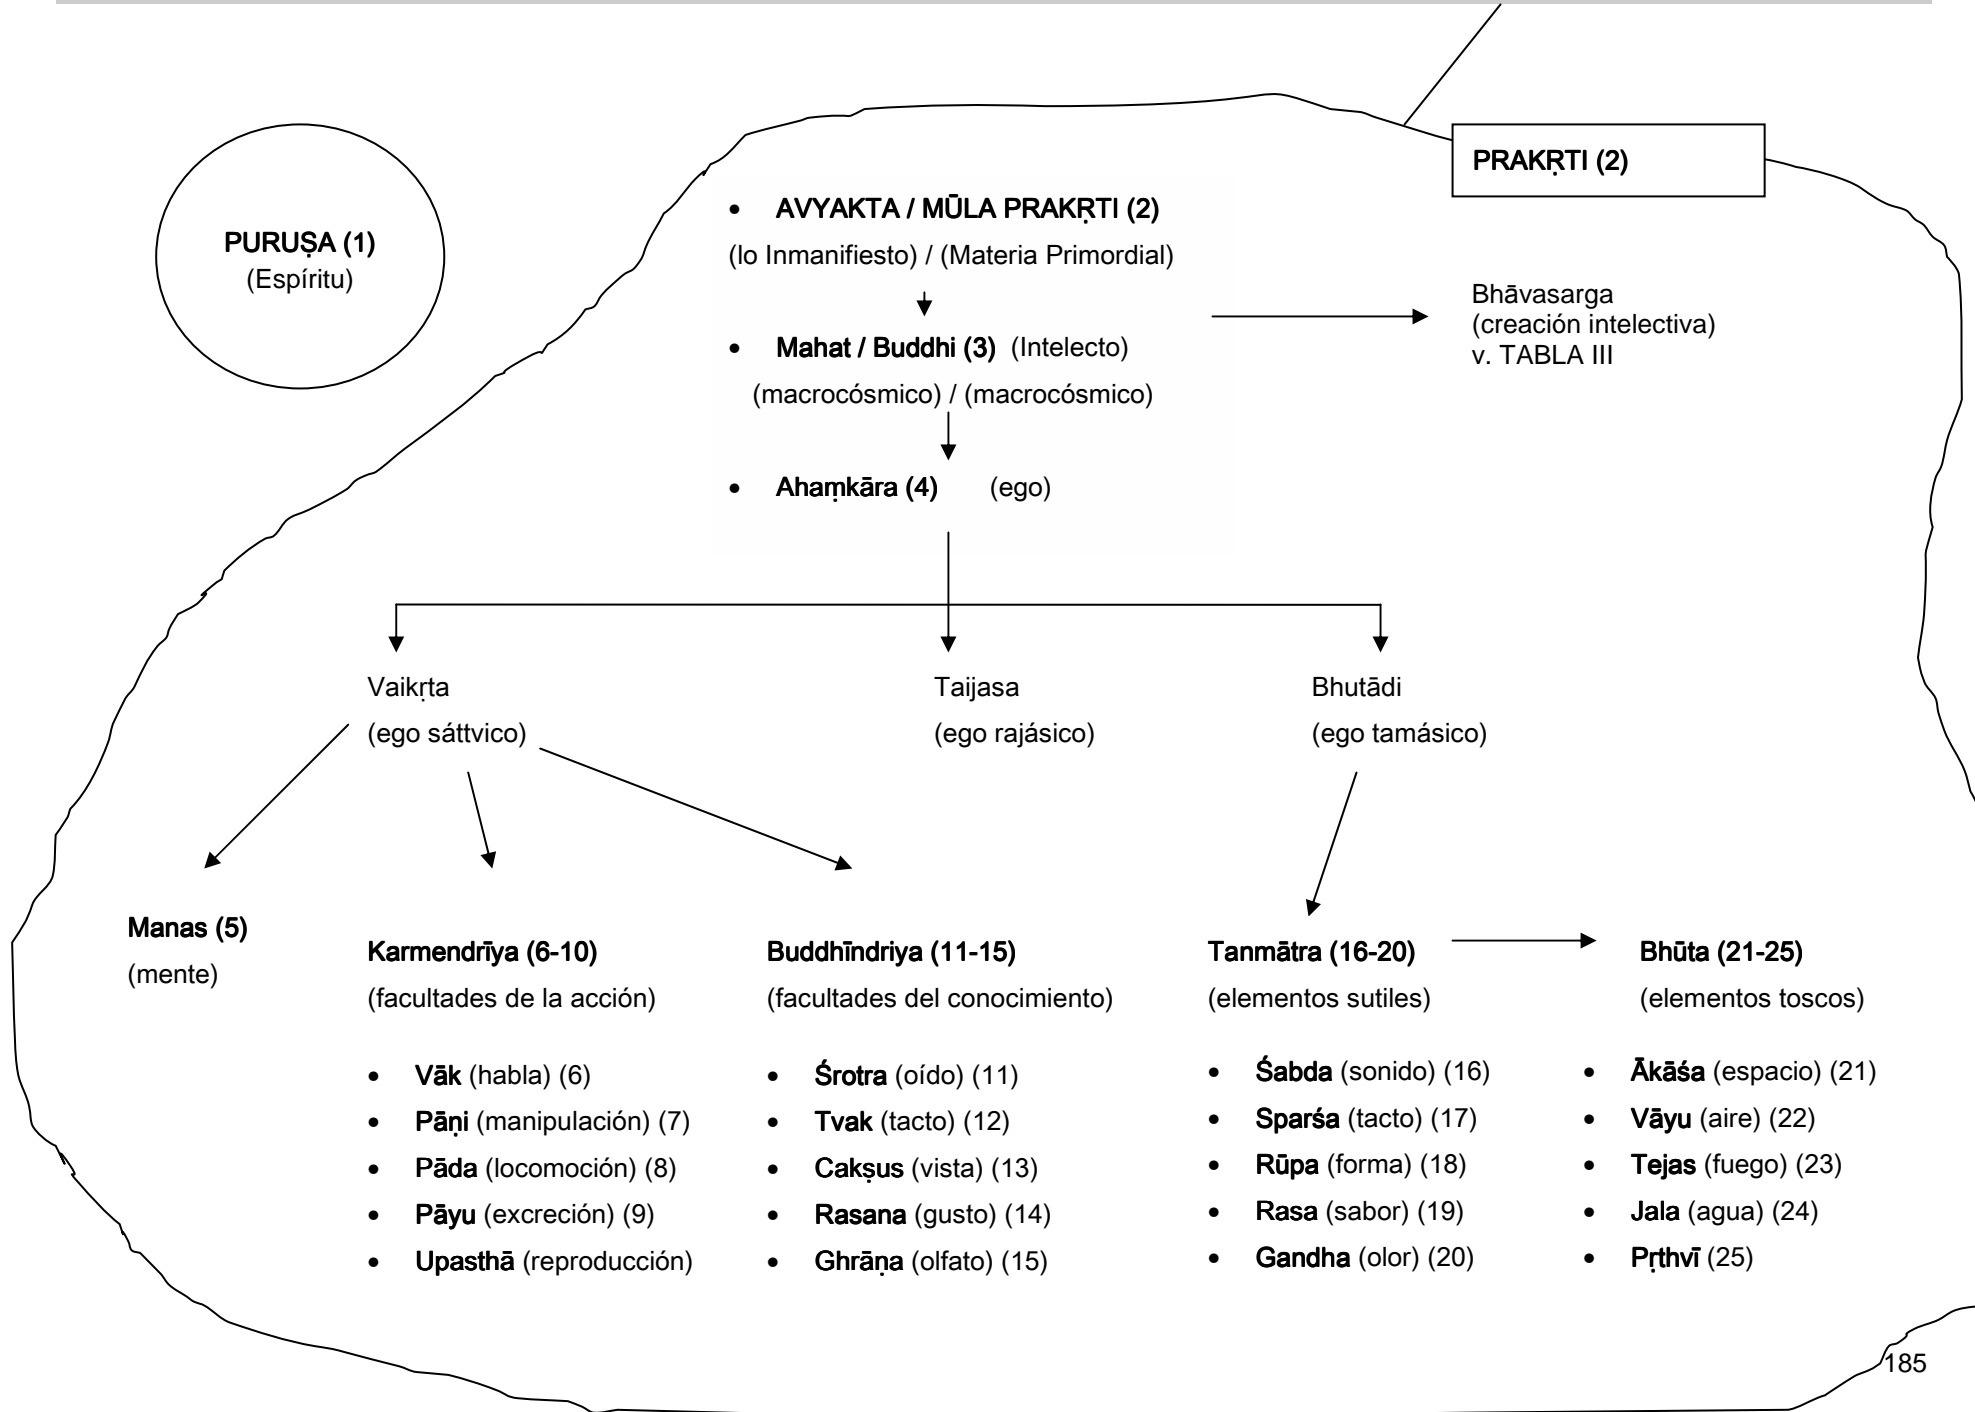 PRAKṚTI (2)
PURUṢA (1)
(Espíritu)
• AVYAKTA / MŪLA PRAKṚTI (2)
(lo Inmanifiesto) / (Materia Primordial)
Bhāvasarga
(creación intelectiva)
v. TABLA III
• Mahat / Buddhi (3) (Intelecto)
(macrocósmico) / (macrocósmico)
• Ahaṃkāra (4) (ego)
Vaikṛta
(ego sáttvico)
Taijasa
(ego rajásico)
Bhutādi
(ego tamásico)
Manas (5)
(mente)
Karmendrīya (6-10)
(facultades de la acción)
• Vāk (habla) (6)
• Pāṇi (manipulación) (7)
• Pāda (locomoción) (8)
• Pāyu (excreción) (9)
• Upasthā (reproducción)
Buddhīndriya (11-15)
(facultades del conocimiento)
• Śrotra (oído) (11)
• Tvak (tacto) (12)
• Cakṣus (vista) (13)
• Rasana (gusto) (14)
• Ghrāṇa (olfato) (15)
Tanmātra (16-20)
(elementos sutiles)
• Śabda (sonido) (16)
• Sparśa (tacto) (17)
• Rūpa (forma) (18)
• Rasa (sabor) (19)
• Gandha (olor) (20)
Bhūta (21-25)
(elementos toscos)
• Ākāśa (espacio) (21)
• Vāyu (aire) (22)
• Tejas (fuego) (23)
• Jala (agua) (24)
• Pṛthvī (25)
185